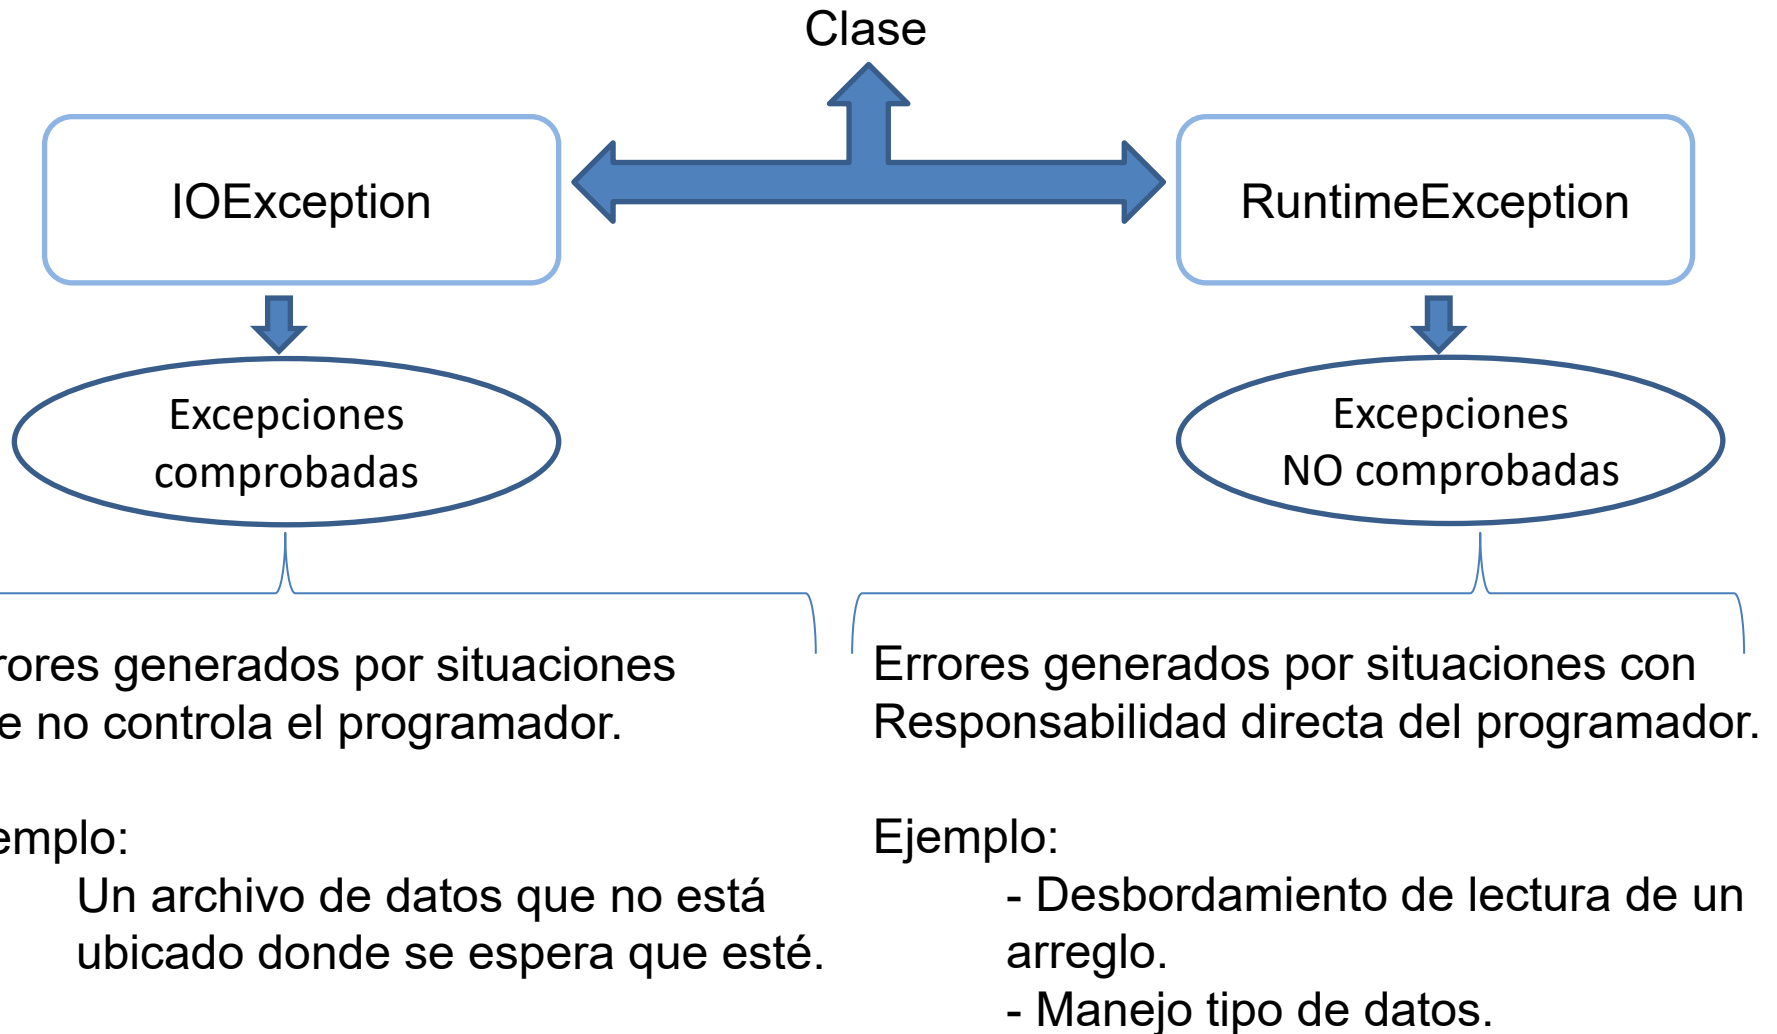 Clase
IOException
RuntimeException
Excepciones
comprobadas
Excepciones
NO comprobadas
rores generados por situaciones
e no controla el programador.
emplo:
Un archivo de datos que no está
ubicado donde se espera que esté.
Errores generados por situaciones con
Responsabilidad directa del programador.
Ejemplo:
- Desbordamiento de lectura de un
arreglo.
- Manejo tipo de datos.